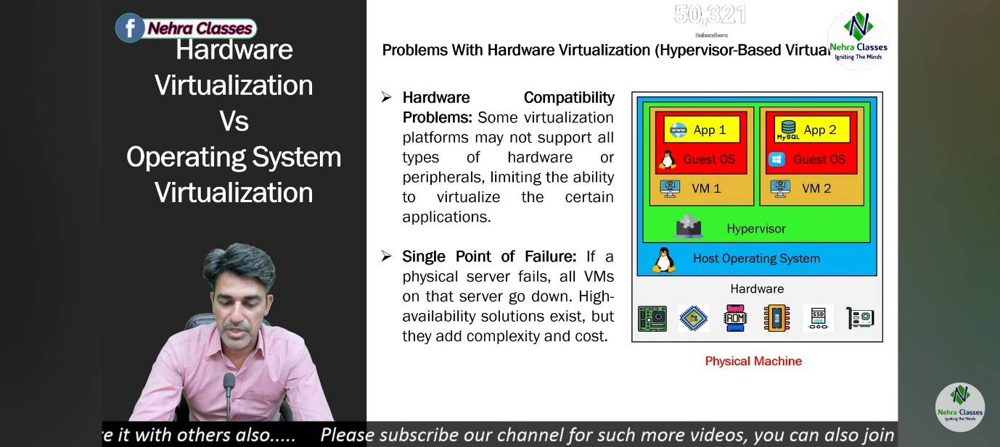 Nehra Classes
Hardware
Virtualization
Vs
Operating System
Virtualization
50,321
Subscribers
Problems With Hardware Virtualization (Hypervisor-Based Virtual
Nehra Classes
Igniting The Minds
➢ Hardware Compatibility
Problems: Some virtualization
platforms may not support all
types of hardware or
peripherals, limiting the ability
to virtualize the certain
applications.
➢ Single Point of Failure: If a
physical server fails, all VMs
on that server go down. High-
availability solutions exist, but
they add complexity and cost.
www
App 1
Guest OS
VM 1
MySQL
App 2
Guest OS
VM 2
Hypervisor
Host Operating System
Hardware
ROM
RAM
SSD
Physical Machine
Nehra Classes
Igniting The Minds
e it with others also..... Please subscribe our channel for such more videos, you can also join